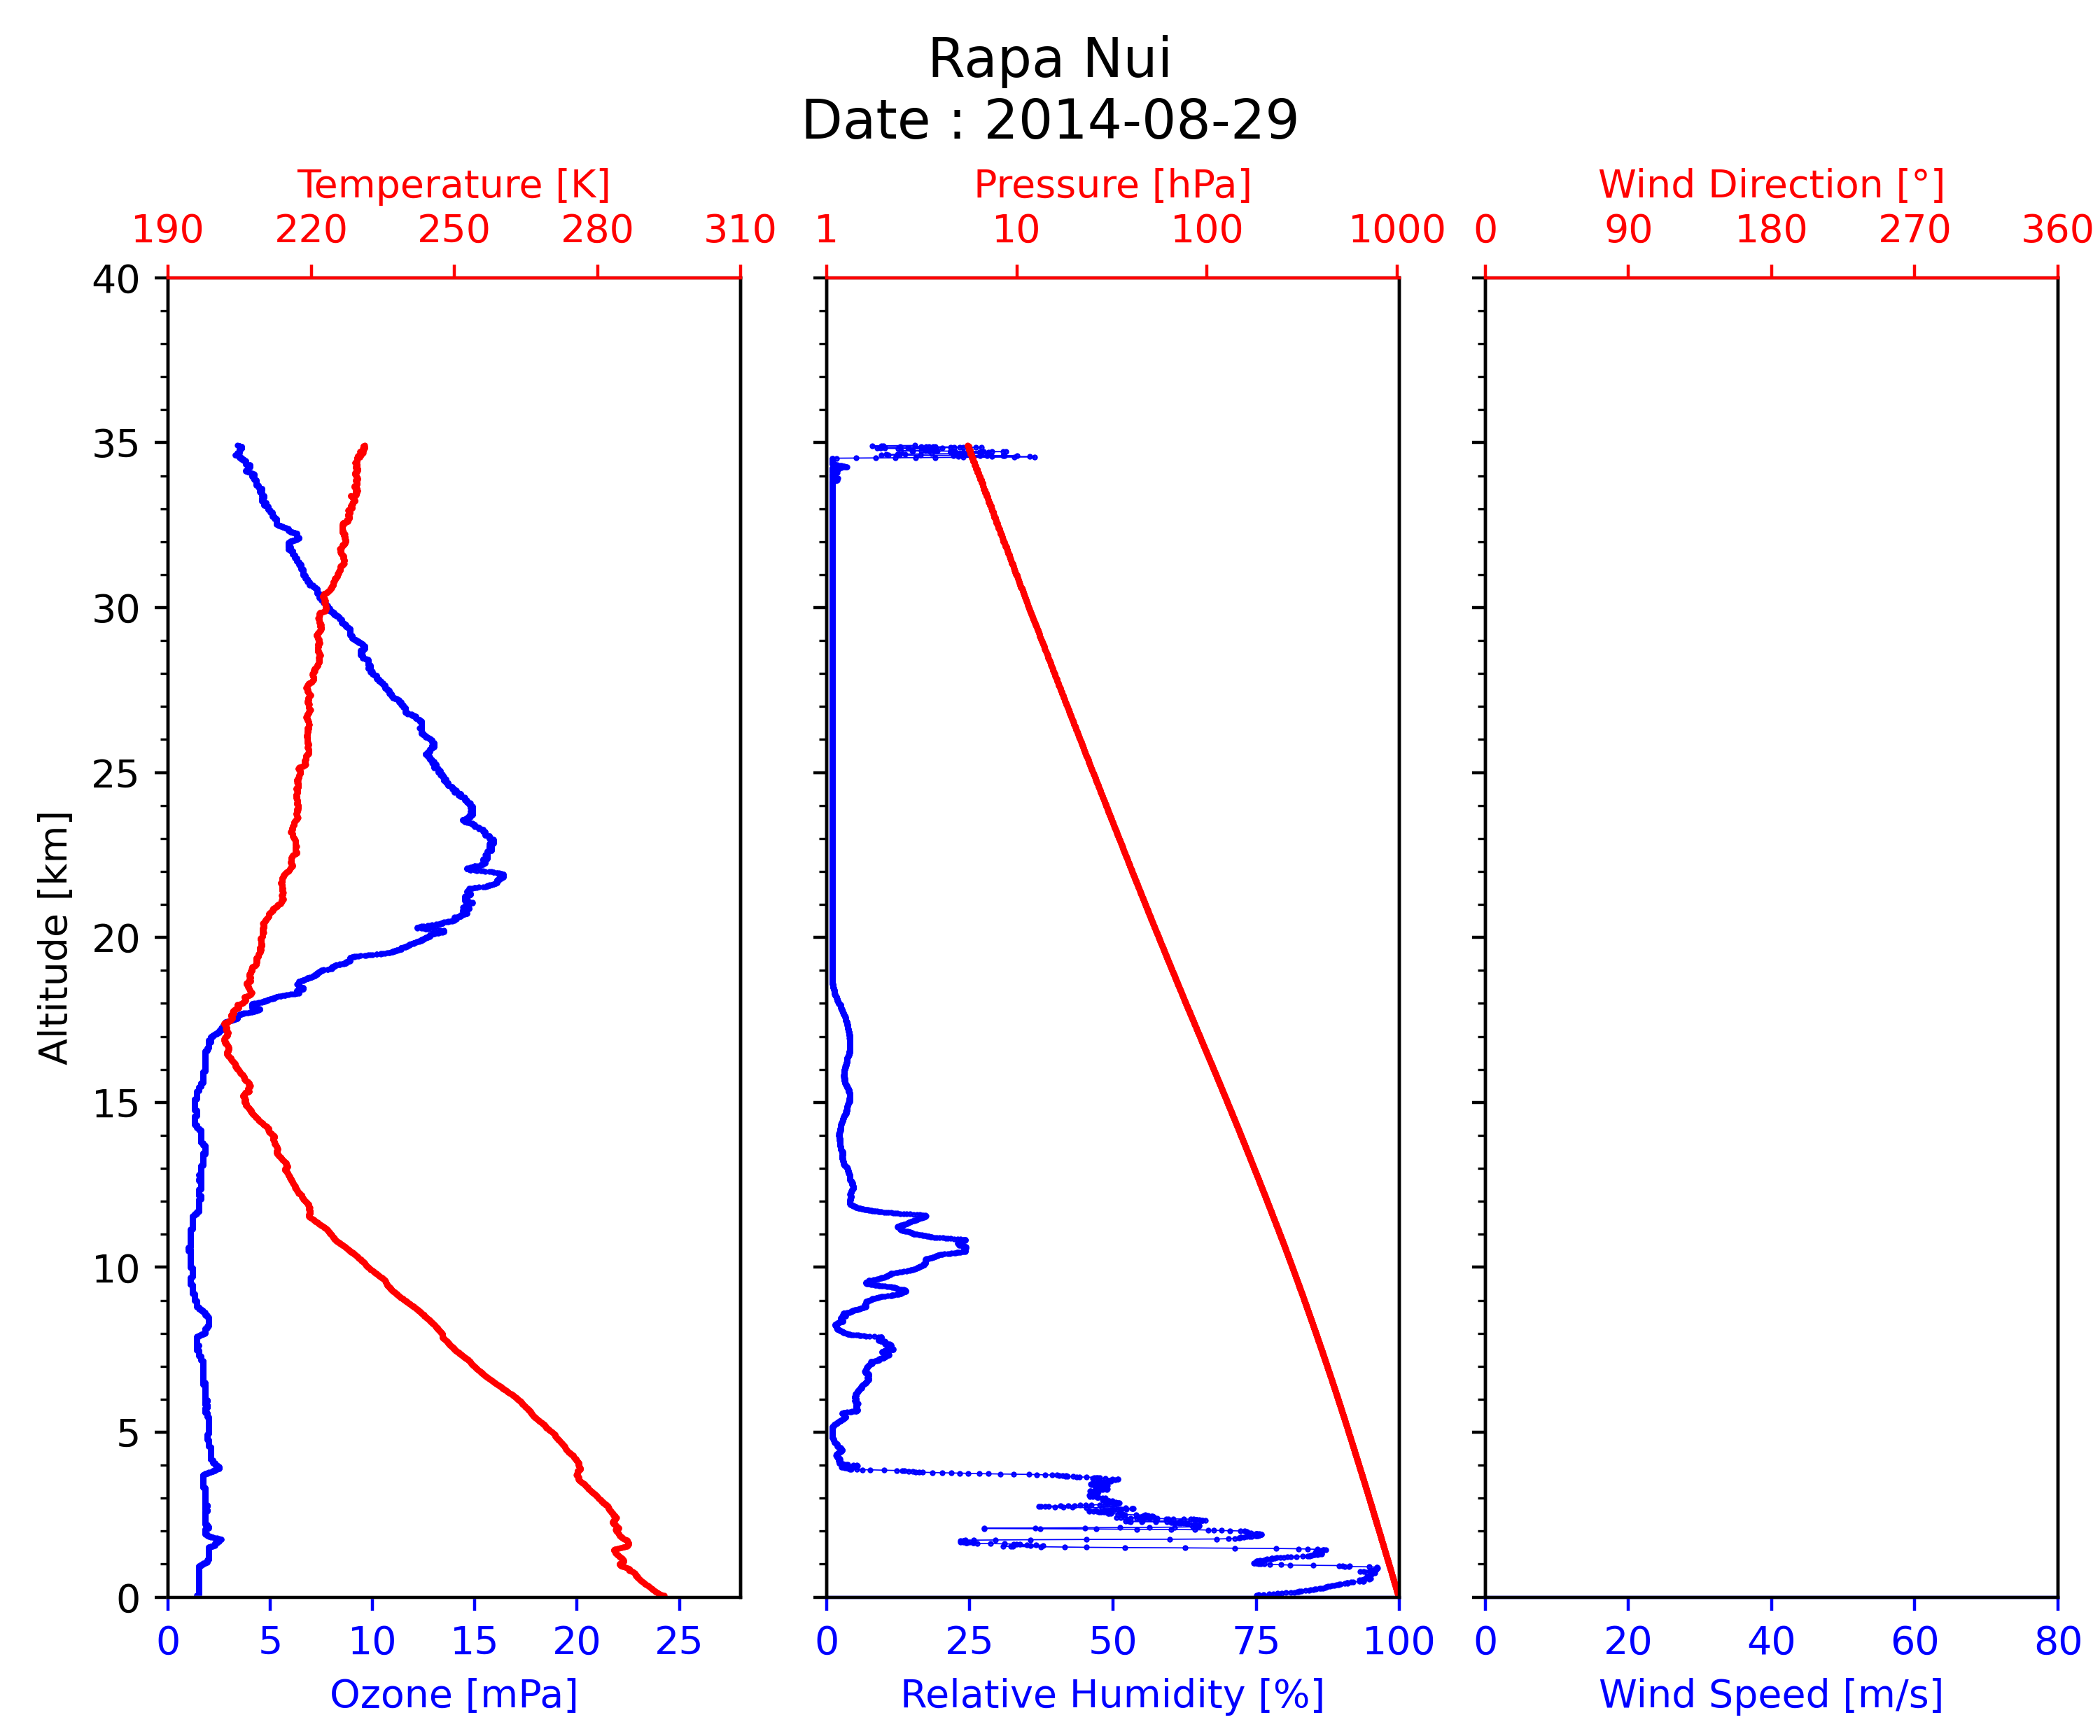 Rapa Nui
Date : 2014-08-29
Temperature [K]
190 220 250 280 310
Pressure [hPa]
1 10 100 1000
Wind Direction [°]
0 90 180 270 360
40
35
30
25
20
15
10
5
0
Altitude [km]
0 5 10 15 20 25
Ozone [mPa]
0 25 50 75 100
Relative Humidity [%]
0 20 40 60 80
Wind Speed [m/s]